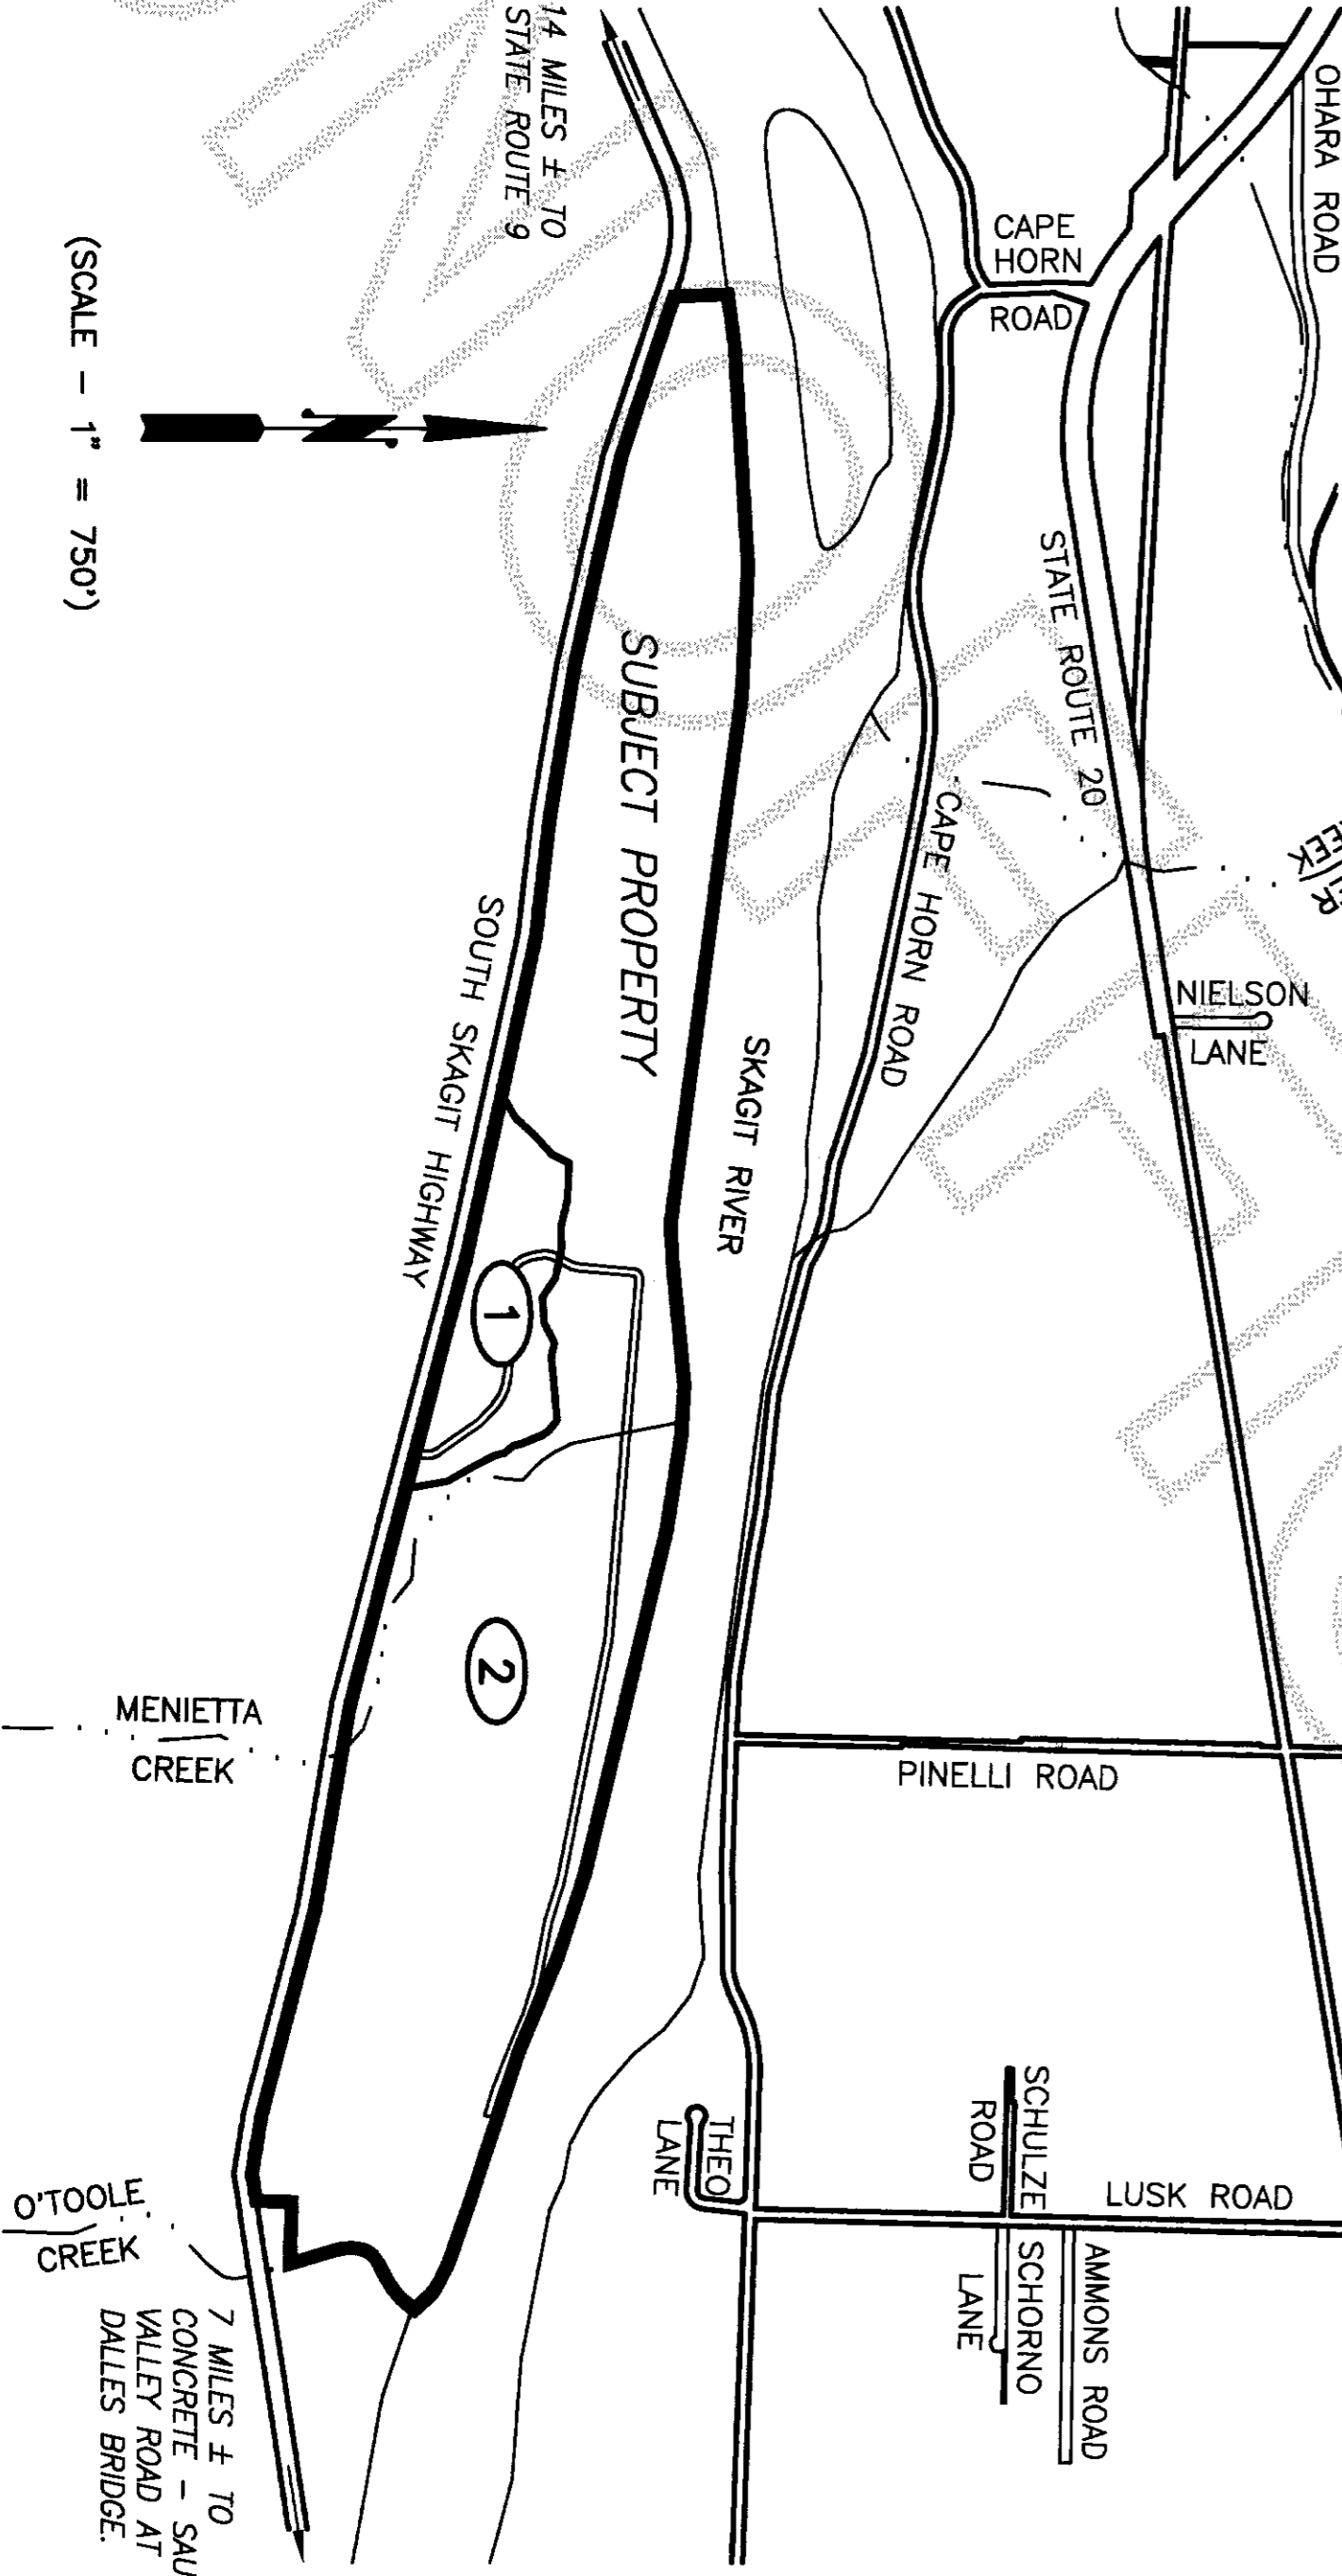 OHARA ROAD
14 MILES ± TO
STATE ROUTE 9
CAPE
HORN
ROAD
STATE ROUTE 20
NIELSON
LANE
CAPE HORN ROAD
SKAGIT RIVER
SUBJECT PROPERTY
SOUTH SKAGIT HIGHWAY
(SCALE - 1" = 750')
1
2
MENIETTA
CREEK
PINELLI ROAD
THEO
LANE
SCHULZE
ROAD
LUSK ROAD
SCHORNO
LANE
AMMONS ROAD
O'TOOLE
CREEK
7 MILES ± TO
CONCRETE - SAU
VALLEY ROAD AT
DALLES BRIDGE.